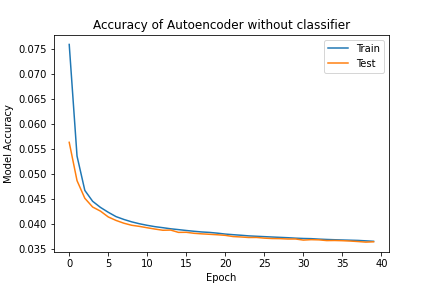 Accuracy of Autoencoder without classifier
Train
Test
0.075
0.070
0.065
0.060
0.055
0.050
0.045
0.040
0.035
Model Accuracy
0 5 10 15 20 25 30 35 40
Epoch